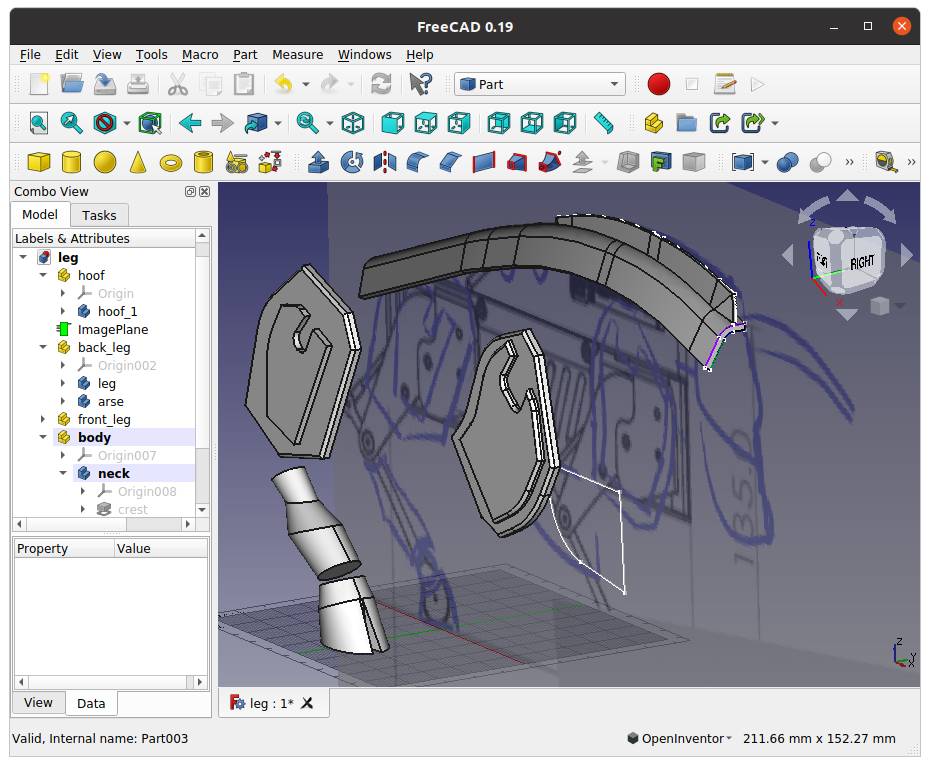 FreeCAD 0.19
File Edit View Tools Macro Part Measure Windows Help
Part
Combo View
Model Tasks
Labels & Attributes
leg
hoof
Origin
hoof_1
ImagePlane
back_leg
Origin002
leg
arse
front_leg
body
Origin007
neck
Origin008
crest
Property Value
View Data
RIGHT
Z
Z
Y
X
leg : 1*
Valid, Internal name: Part003
OpenInventor 211.66 mm x 152.27 mm